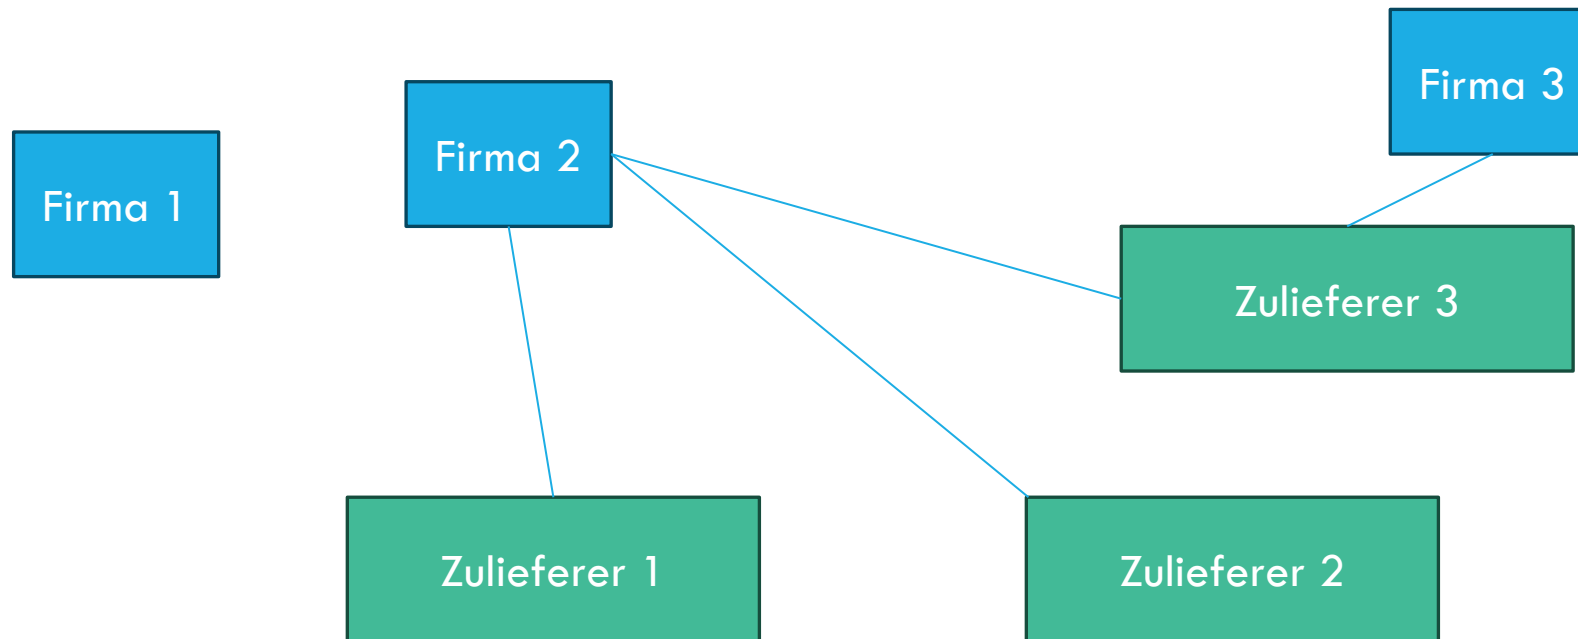 Firma 3
Firma 2
Firma 1
Zulieferer 3
Zulieferer 1
Zulieferer 2